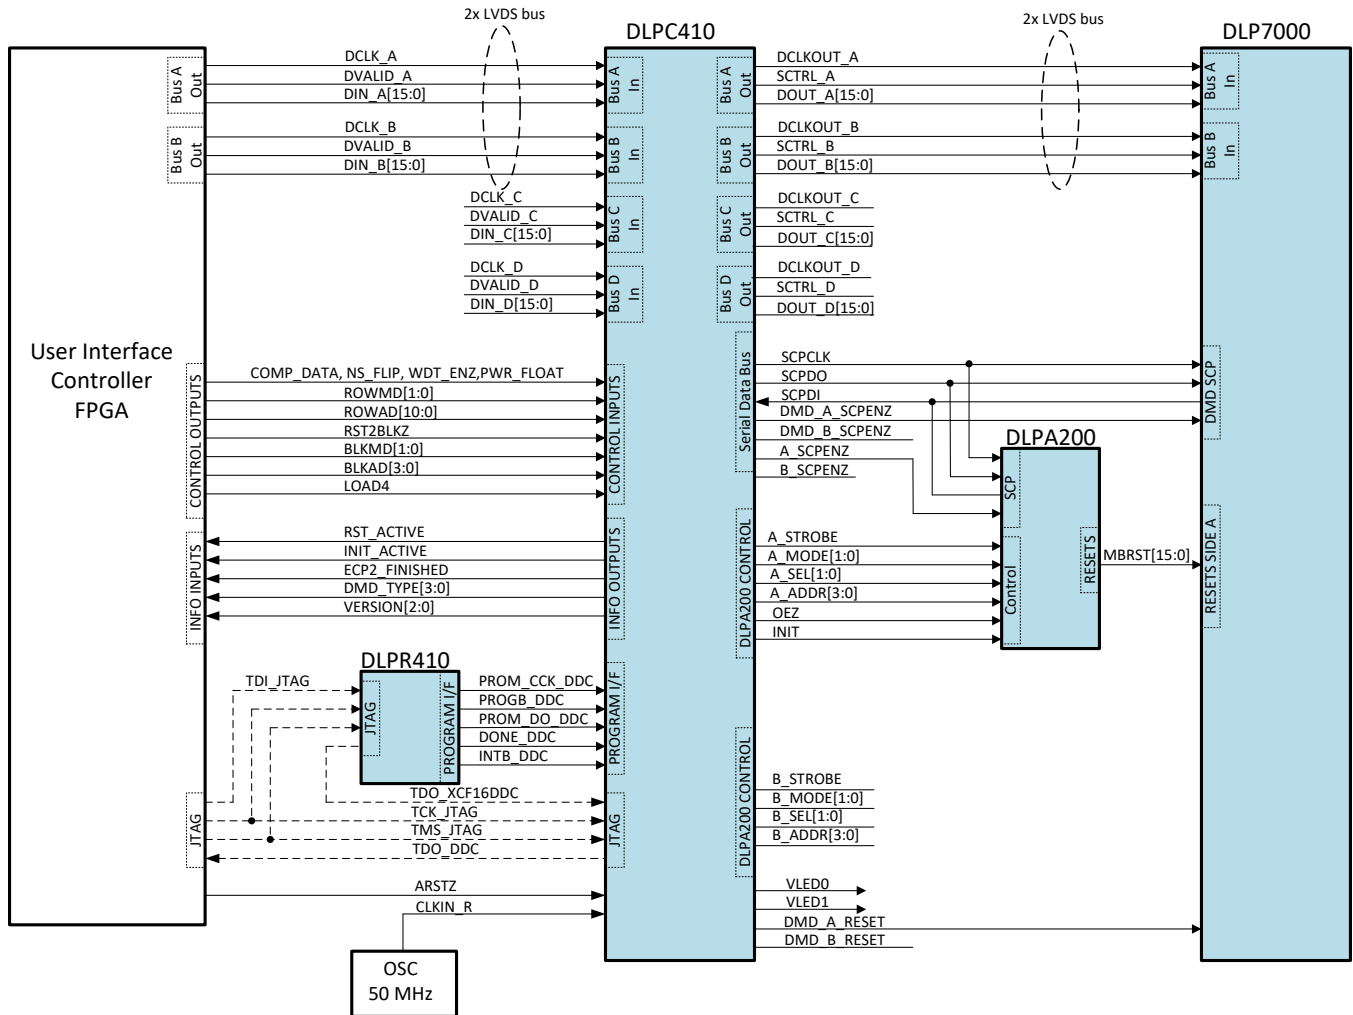 2x LVDS bus
2x LVDS bus
DLPC410
DLP7000
User Interface
Controller
FPGA
Bus A
Out
Bus B
Out
DCLK_A
DVALID_A
DIN_A[15:0]
DCLK_B
DVALID_B
DIN_B[15:0]
DCLK_C
DVALID_C
DIN_C[15:0]
DCLK_D
DVALID_D
DIN_D[15:0]
Bus A
In
Bus B
In
Bus C
In
Bus D
In
Bus A
Out
Bus B
Out
Bus C
Out
Bus D
Out
DCLKOUT_A
SCTRL_A
DOUT_A[15:0]
DCLKOUT_B
SCTRL_B
DOUT_B[15:0]
DCLKOUT_C
SCTRL_C
DOUT_C[15:0]
DCLKOUT_D
SCTRL_D
DOUT_D[15:0]
Bus A
In
Bus B
In
CONTROL OUTPUTS
COMP_DATA, NS_FLIP, WDT_ENZ,PWR_FLOAT
ROWMD[1:0]
ROWAD[10:0]
RST2BLKZ
BLKMD[1:0]
BLKAD[3:0]
LOAD4
CONTROL INPUTS
Serial Data Bus
SCPCLK
SCPDO
SCPDI
DMD_A_SCPENZ
DMD_B_SCPENZ
A_SCPENZ
B_SCPENZ
DMD SCP
DLPA200
SCP
Control
RESETS
MBRST[15:0]
RESETS SIDE A
INFO INPUTS
RST_ACTIVE
INIT_ACTIVE
ECP2_FINISHED
DMD_TYPE[3:0]
VERSION[2:0]
INFO OUTPUTS
DLPA200 CONTROL
A_STROBE
A_MODE[1:0]
A_SEL[1:0]
A_ADDR[3:0]
OEZ
INIT
DLPR410
TDI_JTAG
JTAG
PROGRAM I/F
PROM_CCK_DDC
PROGB_DDC
PROM_DO_DDC
DONE_DDC
INTB_DDC
PROGRAM I/F
JTAG
TDO_XCF16DDC
TCK_JTAG
TMS_JTAG
TDO_DDC
JTAG
DLPA200 CONTROL
B_STROBE
B_MODE[1:0]
B_SEL[1:0]
B_ADDR[3:0]
ARSTZ
CLKIN_R
VLED0
VLED1
DMD_A_RESET
DMD_B_RESET
OSC
50 MHz